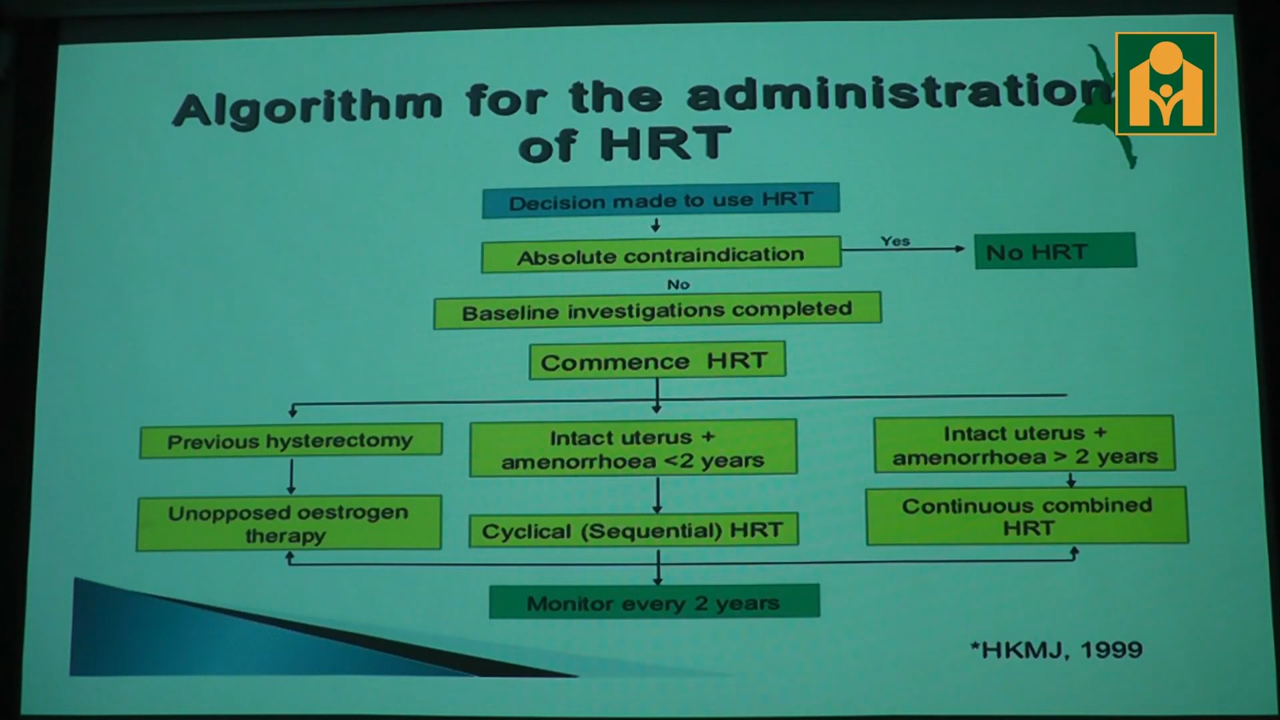 Algorithm for the administration
of HRT
Decision made to use HRT
Absolute contraindication
Yes
No HRT
No
Baseline investigations completed
Commence HRT
Previous hysterectomy
Intact uterus +
amenorrhoea <2 years
Intact uterus +
amenorrhoea > 2 years
Unopposed oestrogen
therapy
Cyclical (Sequential) HRT
Continuous combined
HRT
Monitor every 2 years
*HKMJ, 1999